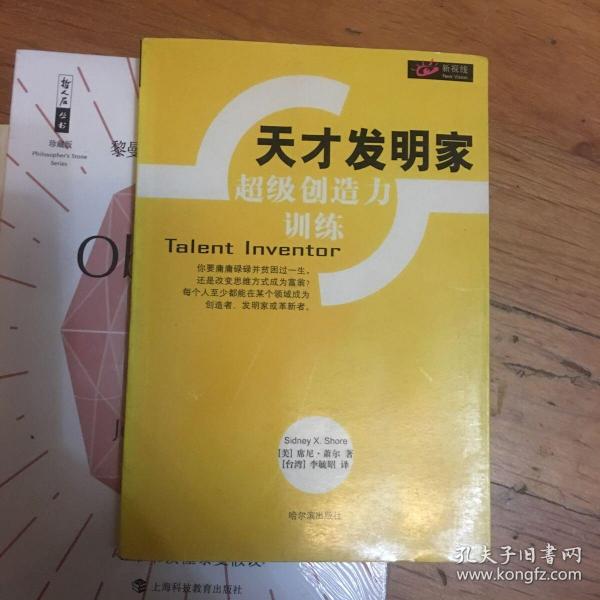 新视线
New Vision
天才发明家
超级创造力
训练
Talent Inventor
你要庸庸碌碌并贫困过一生，
还是改变思维方式成为富翁？
每个人至少都能在某个领域成为
创造者、发明家或革新者。
Sidney X. Shore
[美] 席尼·萧尔 著
[台湾] 李毓昭 译
哈尔滨出版社
哲人石
丛书
珍藏版
Philosopher's Stone
Series
黎曼
上海科技教育出版社
孔夫子旧书网
www.kongfz.com